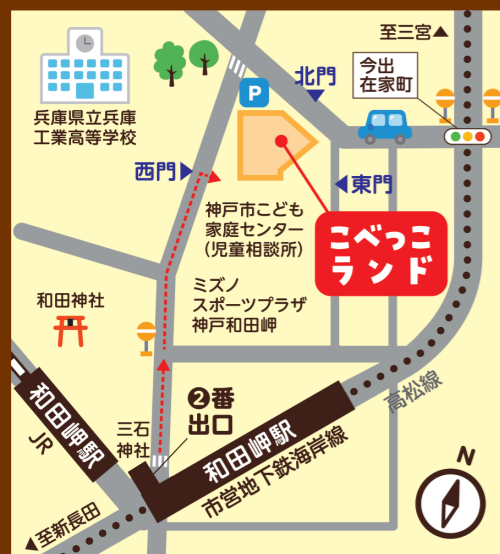 至三宮▲
北門
今出
在家町
P
兵庫県立兵庫
工業高等学校
西門
東門
神戸市こども
家庭センター
(児童相談所)
こべっこ
ランド
ミズノ
スポーツプラザ
神戸和田岬
和田神社
高松線
❷番
出口
三石
神社
和田岬駅
JR
和田岬駅
市営地下鉄海岸線
N
◀至新長田